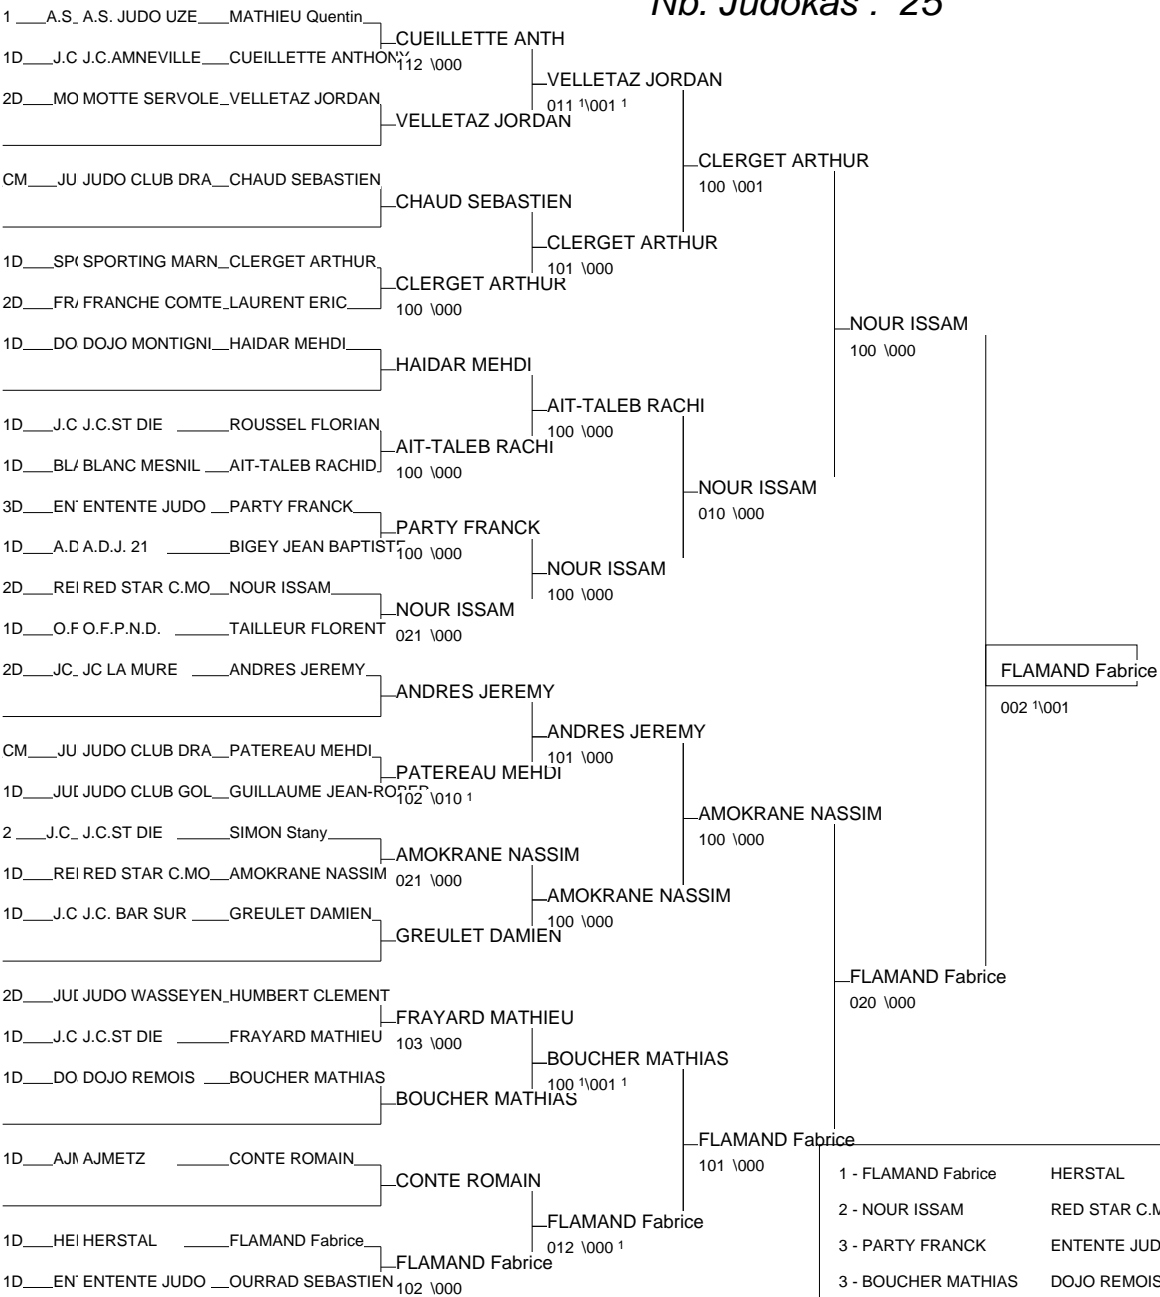 Nb. Judokas : 25
1 A.S_ A.S. JUDO UZE MATHIEU Quentin
CUEILLETTE ANTH
1D J.C J.C.AMNEVILLE CUEILLETTE ANTHONY
112 \000
VELLETAZ JORDAN
2D MO MOTTE SERVOLE VELLETAZ JORDAN
011 1\001 1
VELLETAZ JORDAN
CLERGET ARTHUR
100 \001
CM JU JUDO CLUB DRA CHAUD SEBASTIEN
CHAUD SEBASTIEN
CLERGET ARTHUR
1D SPO SPORTING MARN CLERGET ARTHUR
101 \000
CLERGET ARTHUR
2D FRA FRANCHE COMTE LAURENT ERIC
100 \000
NOUR ISSAM
1D DO DOJO MONTIGNI HAIDAR MEHDI
100 \000
HAIDAR MEHDI
AIT-TALEB RACHI
1D J.C J.C.ST DIE ROUSSEL FLORIAN
100 \000
AIT-TALEB RACHI
1D BLA BLANC MESNIL AIT-TALEB RACHID
100 \000
NOUR ISSAM
3D EN ENTENTE JUDO PARTY FRANCK
010 \000
PARTY FRANCK
1D A.D A.D.J. 21 BIGEY JEAN BAPTISTE
100 \000
NOUR ISSAM
2D RE RED STAR C.MO NOUR ISSAM
100 \000
NOUR ISSAM
1D O.F O.F.P.N.D. TAILLEUR FLORENT
021 \000
2D JC_ JC LA MURE ANDRES JEREMY
FLAMAND Fabrice
ANDRES JEREMY
002 1\001
ANDRES JEREMY
CM JU JUDO CLUB DRA PATEREAU MEHDI
101 \000
PATEREAU MEHDI
1D JUD JUDO CLUB GOL GUILLAUME JEAN-ROBER
102 \010 1
AMOKRANE NASSIM
2 J.C_ J.C.ST DIE SIMON Stany
100 \000
AMOKRANE NASSIM
1D RE RED STAR C.MO AMOKRANE NASSIM
021 \000
AMOKRANE NASSIM
1D J.C J.C. BAR SUR GREULET DAMIEN
100 \000
GREULET DAMIEN
FLAMAND Fabrice
2D JUD JUDO WASSEYEN HUMBERT CLEMENT
020 \000
FRAYARD MATHIEU
1D J.C J.C.ST DIE FRAYARD MATHIEU
103 \000
BOUCHER MATHIAS
1D DO DOJO REMOIS BOUCHER MATHIAS
100 1\001 1
BOUCHER MATHIAS
FLAMAND Fabrice
1D AJM AJMETZ CONTE ROMAIN
101 \000
1 - FLAMAND Fabrice HERSTAL
CONTE ROMAIN
2 - NOUR ISSAM RED STAR C.M
FLAMAND Fabrice
1D HE HERSTAL FLAMAND Fabrice
012 \000 1
3 - PARTY FRANCK ENTENTE JUD
FLAMAND Fabrice
1D EN ENTENTE JUDO OURRAD SEBASTIEN
102 \000
3 - BOUCHER MATHIAS DOJO REMOIS